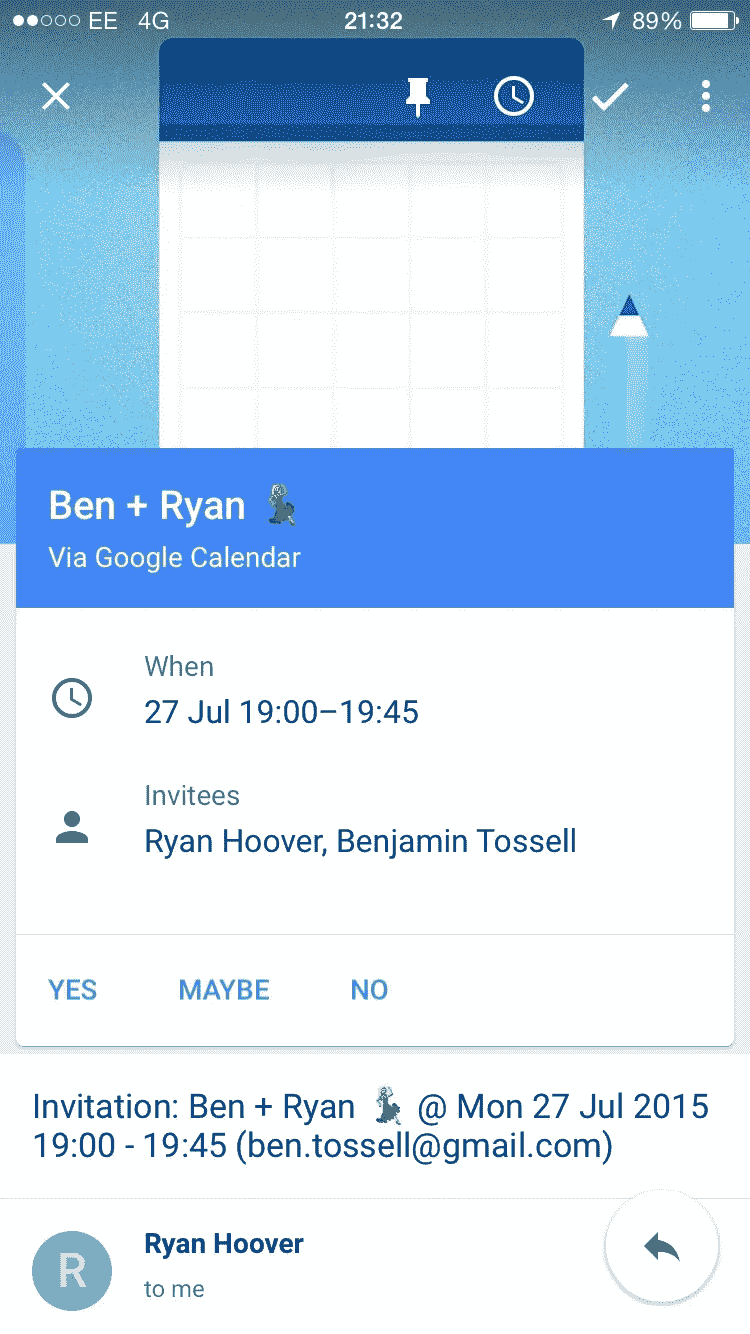 EE 4G 21:32 89%
Ben + Ryan 💃
Via Google Calendar
When
27 Jul 19:00–19:45
Invitees
Ryan Hoover, Benjamin Tossell
YES MAYBE NO
Invitation: Ben + Ryan 💃 @ Mon 27 Jul 2015
19:00 - 19:45 (ben.tossell@gmail.com)
R
Ryan Hoover
to me